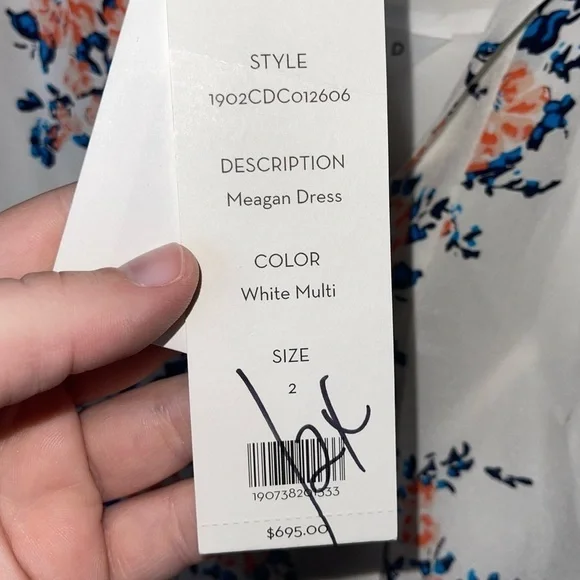 STYLE
1902CDC012606
DESCRIPTION
Meagan Dress
COLOR
White Multi
SIZE
2
$695.00